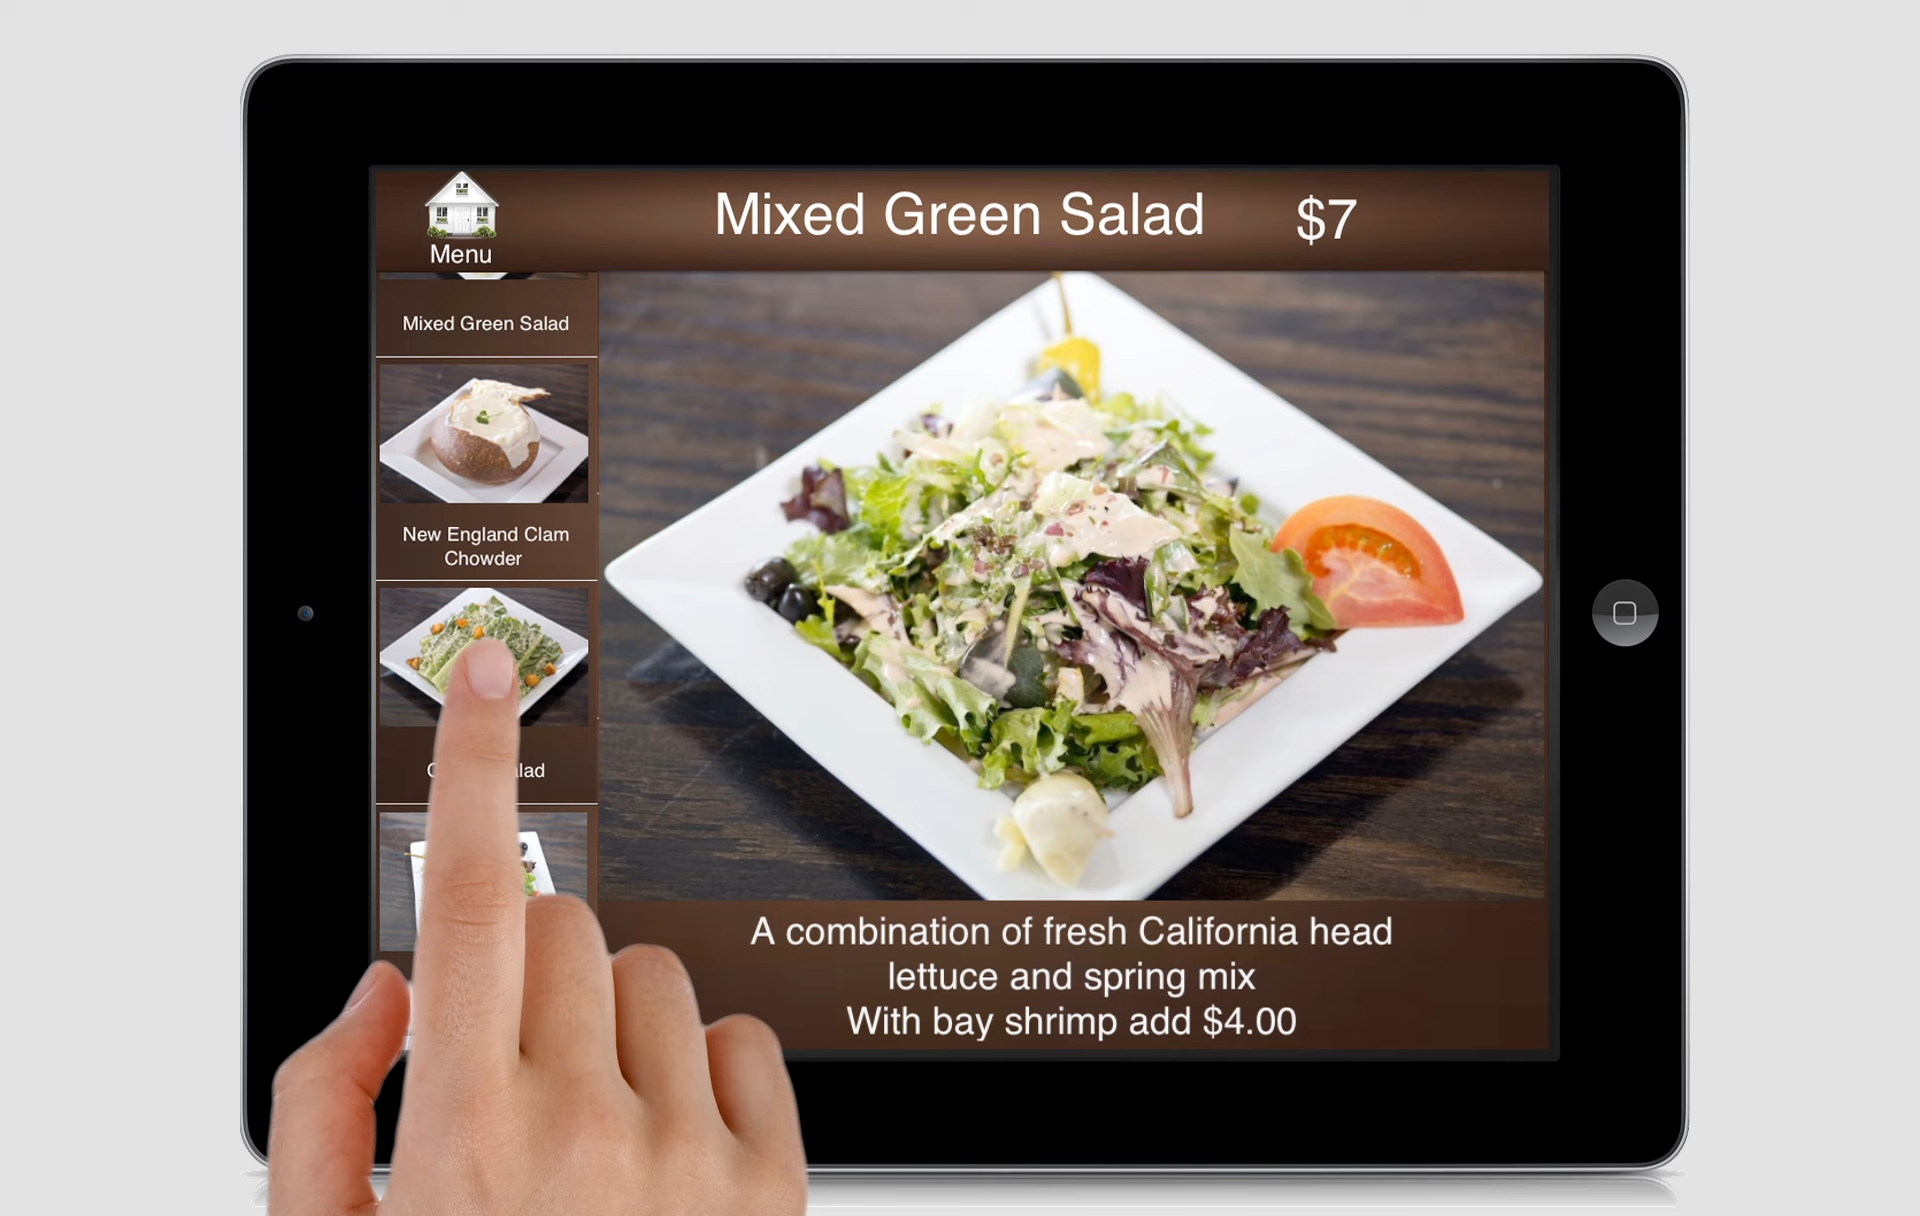 Mixed Green Salad
$7
Menu
Mixed Green Salad
New England Clam
Chowder
A combination of fresh California head
lettuce and spring mix
With bay shrimp add $4.00